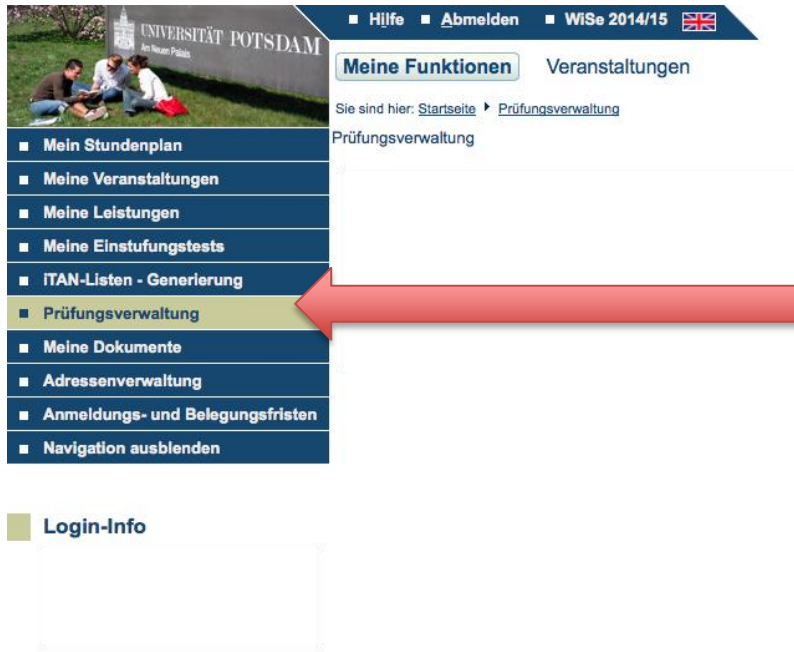 UNIVERSITÄT POTSDAM
Am Neuen Palais
Hilfe Abmelden WiSe 2014/15
Meine Funktionen Veranstaltungen
Sie sind hier: Startseite Prüfungsverwaltung
Prüfungsverwaltung
Mein Stundenplan
Meine Veranstaltungen
Meine Leistungen
Meine Einstufungstests
iTAN-Listen - Generierung
Prüfungsverwaltung
Meine Dokumente
Adressenverwaltung
Anmeldungs- und Belegungsfristen
Navigation ausblenden
Login-Info